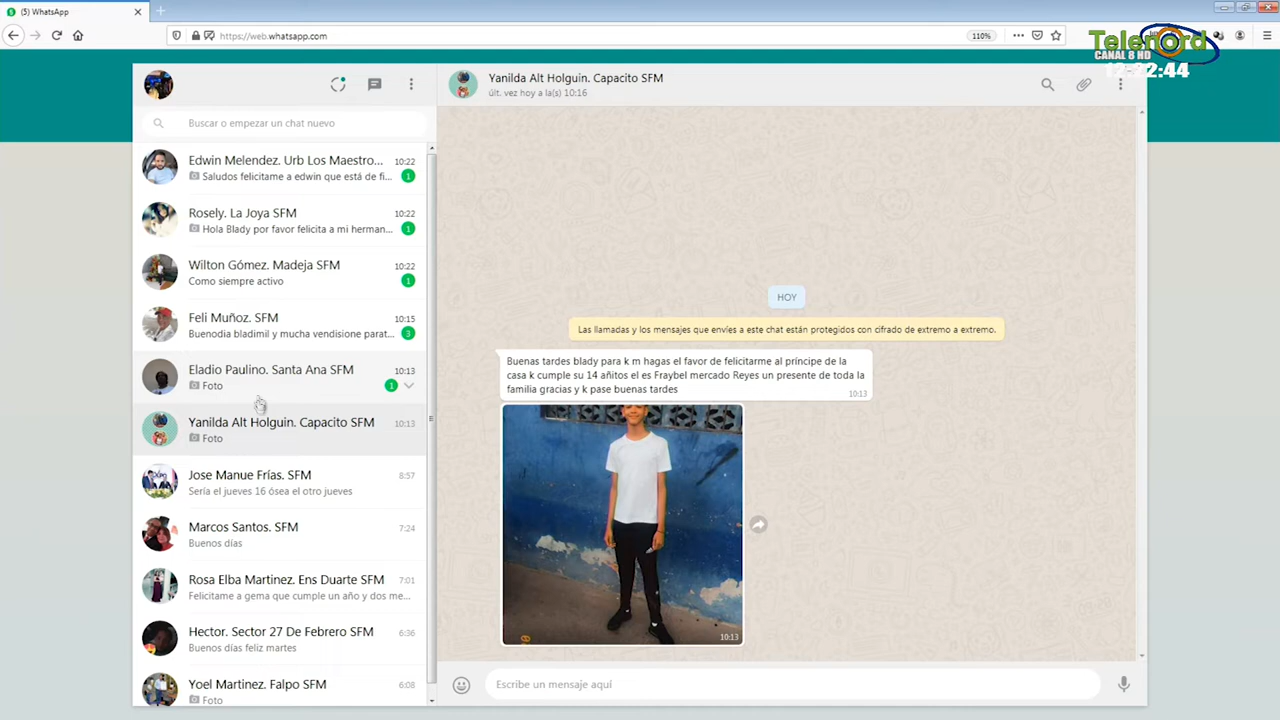 (5) WhatsApp
https://web.whatsapp.com
110%
Telenord
CANAL 8 HD
12:22:44
Yanilda Alt Holguin. Capacito SFM
últ. vez hoy a la(s) 10:16
Buscar o empezar un chat nuevo
Edwin Melendez. Urb Los Maestro... 10:22
Saludos felicitame a edwin que está de fi... 1
Rosely. La Joya SFM 10:22
Hola Blady por favor felicita a mi herman... 1
Wilton Gómez. Madeja SFM 10:22
Como siempre activo 1
Feli Muñoz. SFM 10:15
Buenodia bladimil y mucha vendisione parat... 3
Eladio Paulino. Santa Ana SFM 10:13
Foto 1
Yanilda Alt Holguin. Capacito SFM 10:13
Foto
Jose Manue Frías. SFM 8:57
Sería el jueves 16 ósea el otro jueves
Marcos Santos. SFM 7:24
Buenos días
Rosa Elba Martinez. Ens Duarte SFM 7:01
Felicitame a gema que cumple un año y dos me...
Hector. Sector 27 De Febrero SFM 6:36
Buenos días feliz martes
Yoel Martinez. Falpo SFM 6:08
Foto
HOY
Las llamadas y los mensajes que envíes a este chat están protegidos con cifrado de extremo a extremo.
Buenas tardes blady para k m hagas el favor de felicitarme al príncipe de la
casa k cumple su 14 añitos el es Fraybel mercado Reyes un presente de toda la
familia gracias y k pase buenas tardes
10:13
10:13
Escribe un mensaje aquí